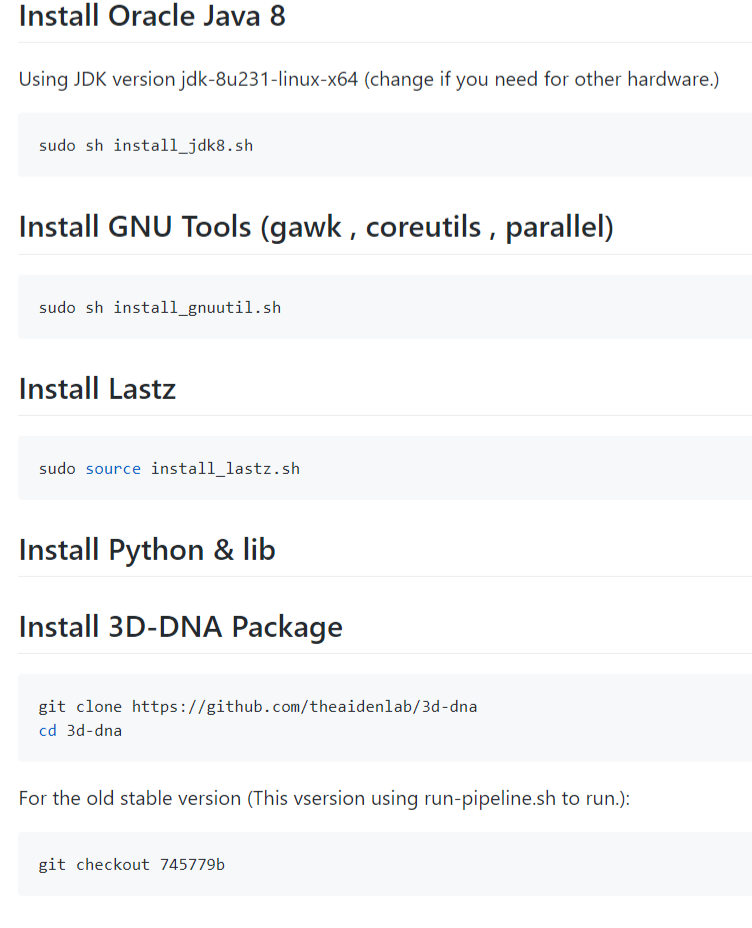 Install Oracle Java 8
Using JDK version jdk-8u231-linux-x64 (change if you need for other hardware.)
sudo sh install_jdk8.sh
Install GNU Tools (gawk , coreutils , parallel)
sudo sh install_gnuutil.sh
Install Lastz
sudo source install_lastz.sh
Install Python & lib
Install 3D-DNA Package
git clone https://github.com/theaidenlab/3d-dna
cd 3d-dna
For the old stable version (This vsersion using run-pipeline.sh to run.):
git checkout 745779b